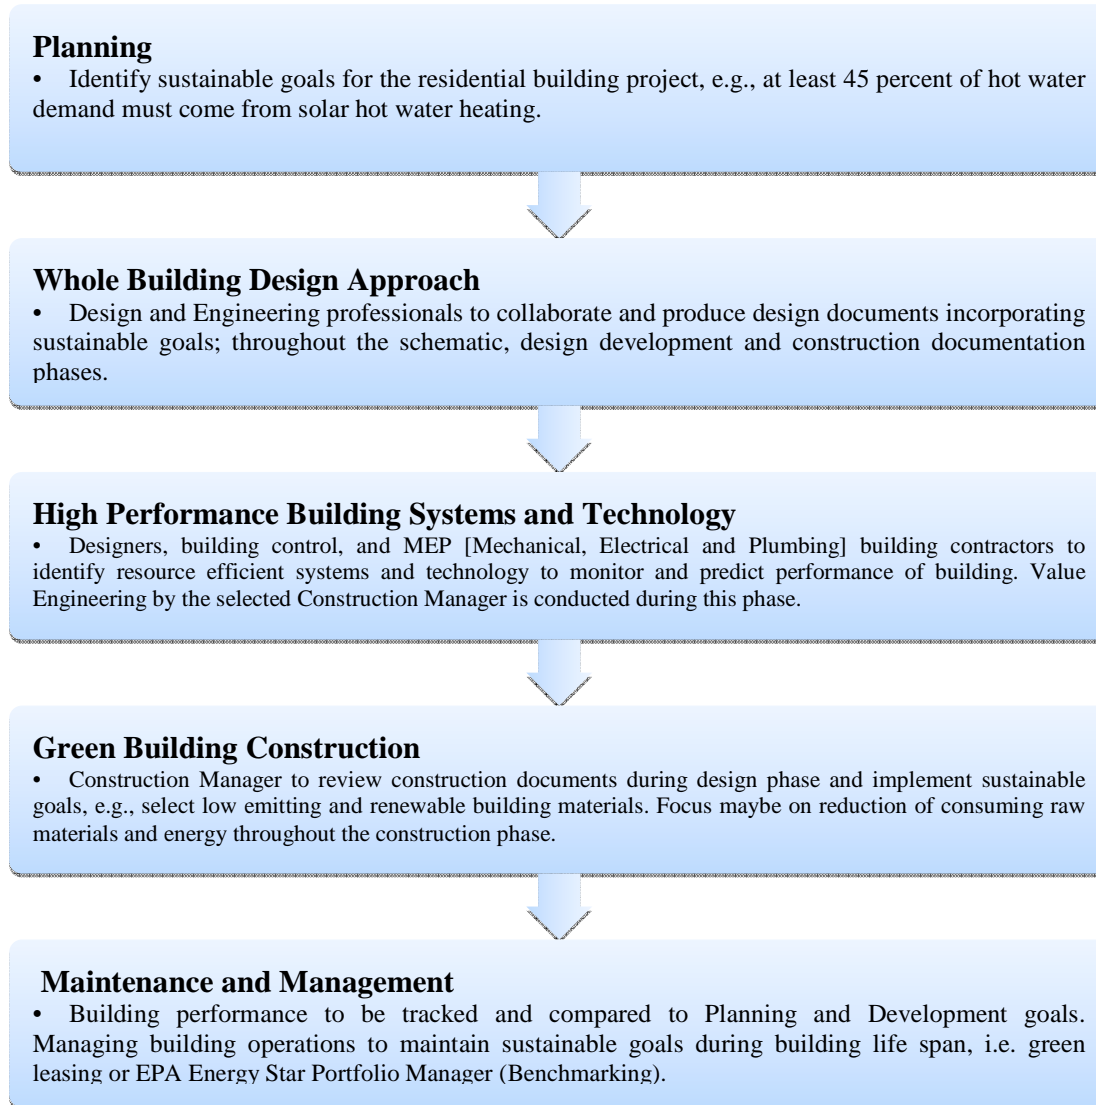 Planning
• Identify sustainable goals for the residential building project, e.g., at least 45 percent of hot water
demand must come from solar hot water heating.
Whole Building Design Approach
• Design and Engineering professionals to collaborate and produce design documents incorporating
sustainable goals; throughout the schematic, design development and construction documentation
phases.
High Performance Building Systems and Technology
• Designers, building control, and MEP [Mechanical, Electrical and Plumbing] building contractors to
identify resource efficient systems and technology to monitor and predict performance of building. Value
Engineering by the selected Construction Manager is conducted during this phase.
Green Building Construction
• Construction Manager to review construction documents during design phase and implement sustainable
goals, e.g., select low emitting and renewable building materials. Focus maybe on reduction of consuming raw
materials and energy throughout the construction phase.
Maintenance and Management
• Building performance to be tracked and compared to Planning and Development goals.
Managing building operations to maintain sustainable goals during building life span, i.e. green
leasing or EPA Energy Star Portfolio Manager (Benchmarking).